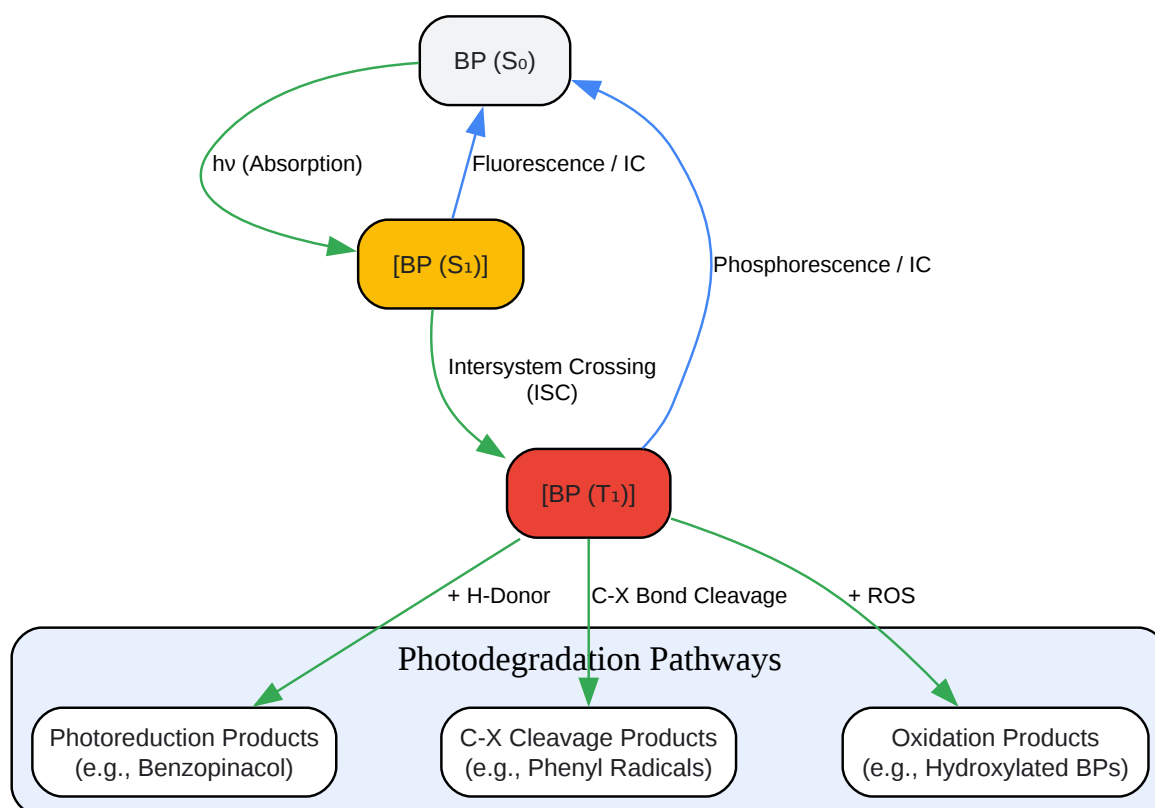 BP (S₀)
hν (Absorption)
Fluorescence / IC
[BP (S₁)]
Phosphorescence / IC
Intersystem Crossing
(ISC)
[BP (T₁)]
+ H-Donor
C-X Bond Cleavage
+ ROS
Photodegradation Pathways
Photoreduction Products
(e.g., Benzopinacol)
C-X Cleavage Products
(e.g., Phenyl Radicals)
Oxidation Products
(e.g., Hydroxylated BPs)